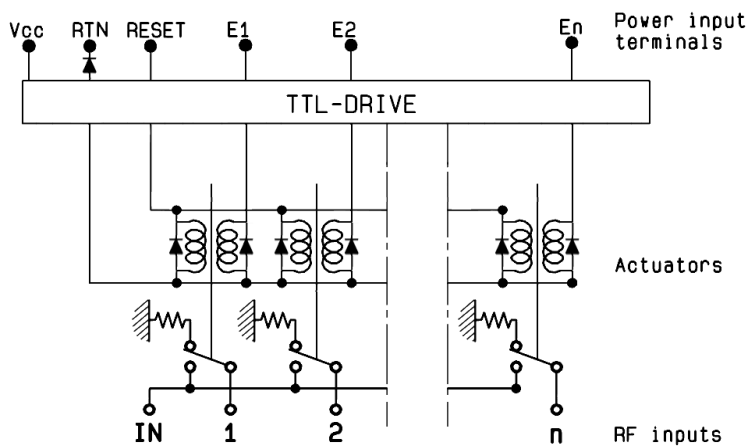 Vcc RTN RESET E1 E2 En Power input
terminals
TTL-DRIVE
Actuators
IN 1 2 n RF inputs